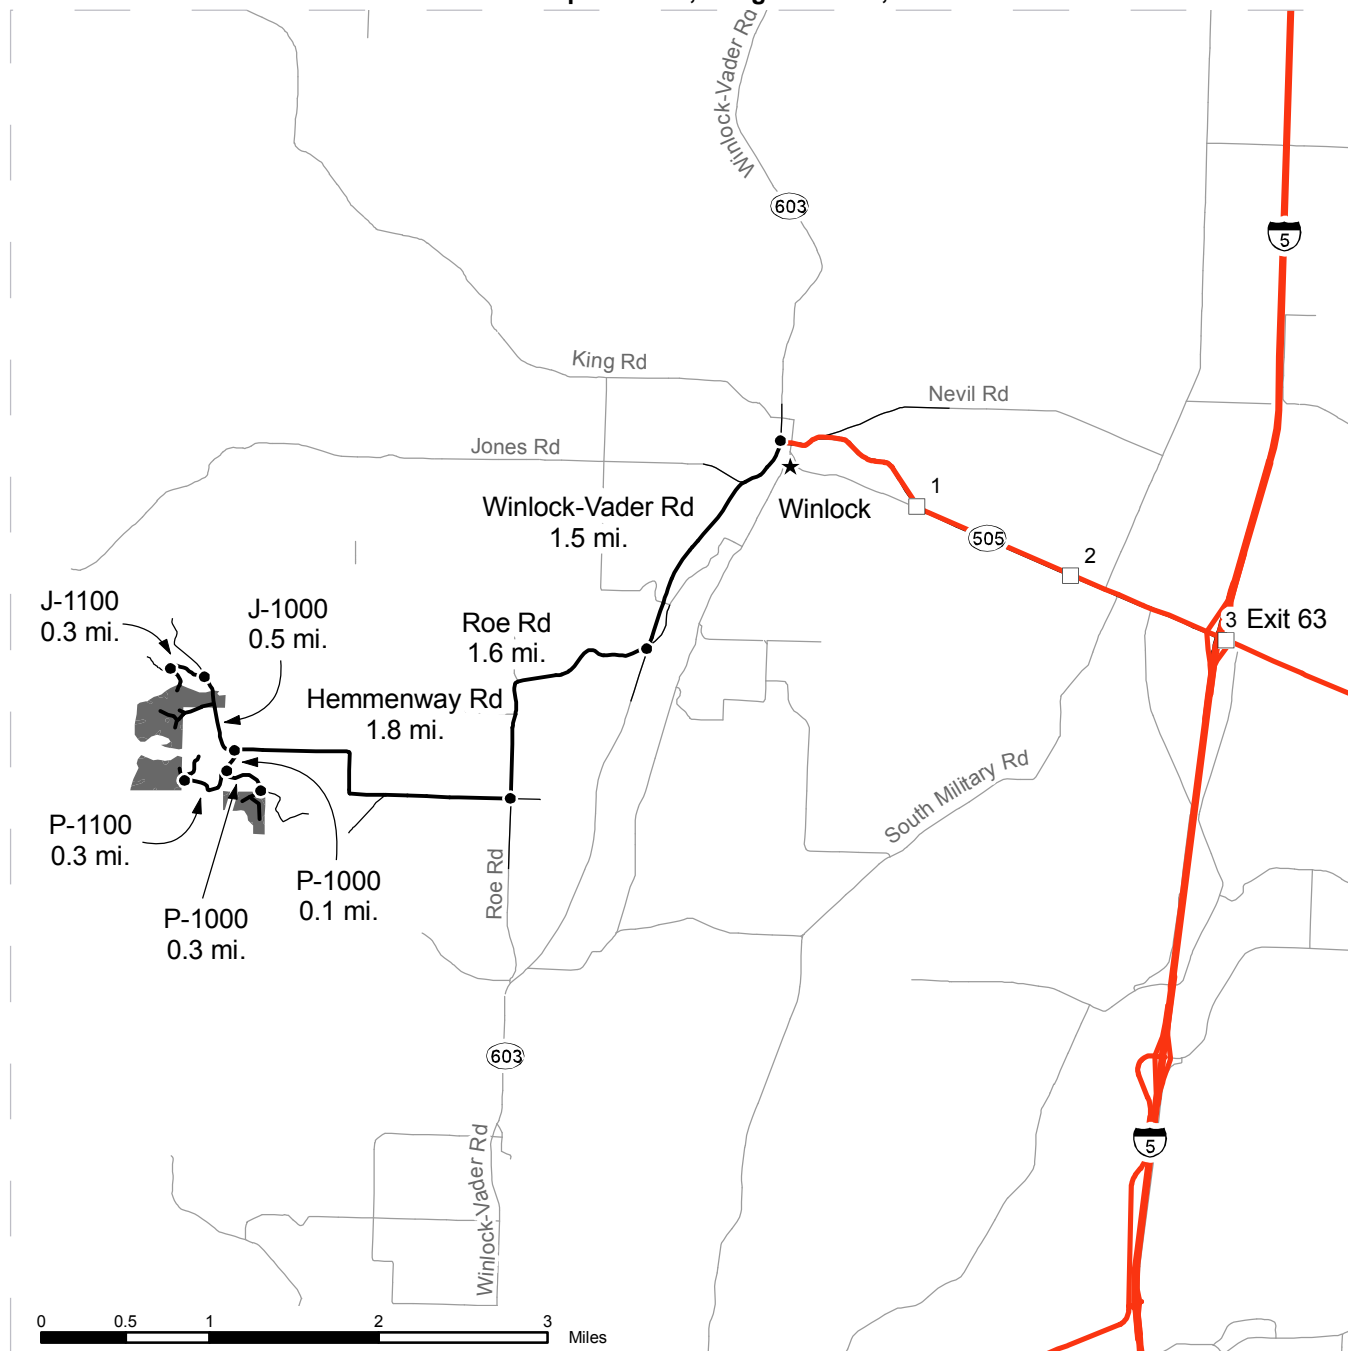 Winlock-Vader Rd
603
5
King Rd
Nevil Rd
Jones Rd
1
Winlock-Vader Rd
1.5 mi.
Winlock
505
2
J-1100
0.3 mi.
J-1000
0.5 mi.
Roe Rd
1.6 mi.
3
Exit 63
Hemmenway Rd
1.8 mi.
South Military Rd
P-1100
0.3 mi.
P-1000
0.1 mi.
Roe Rd
P-1000
0.3 mi.
603
5
Winlock-Vader Rd
0 0.5 1 2 3
Miles